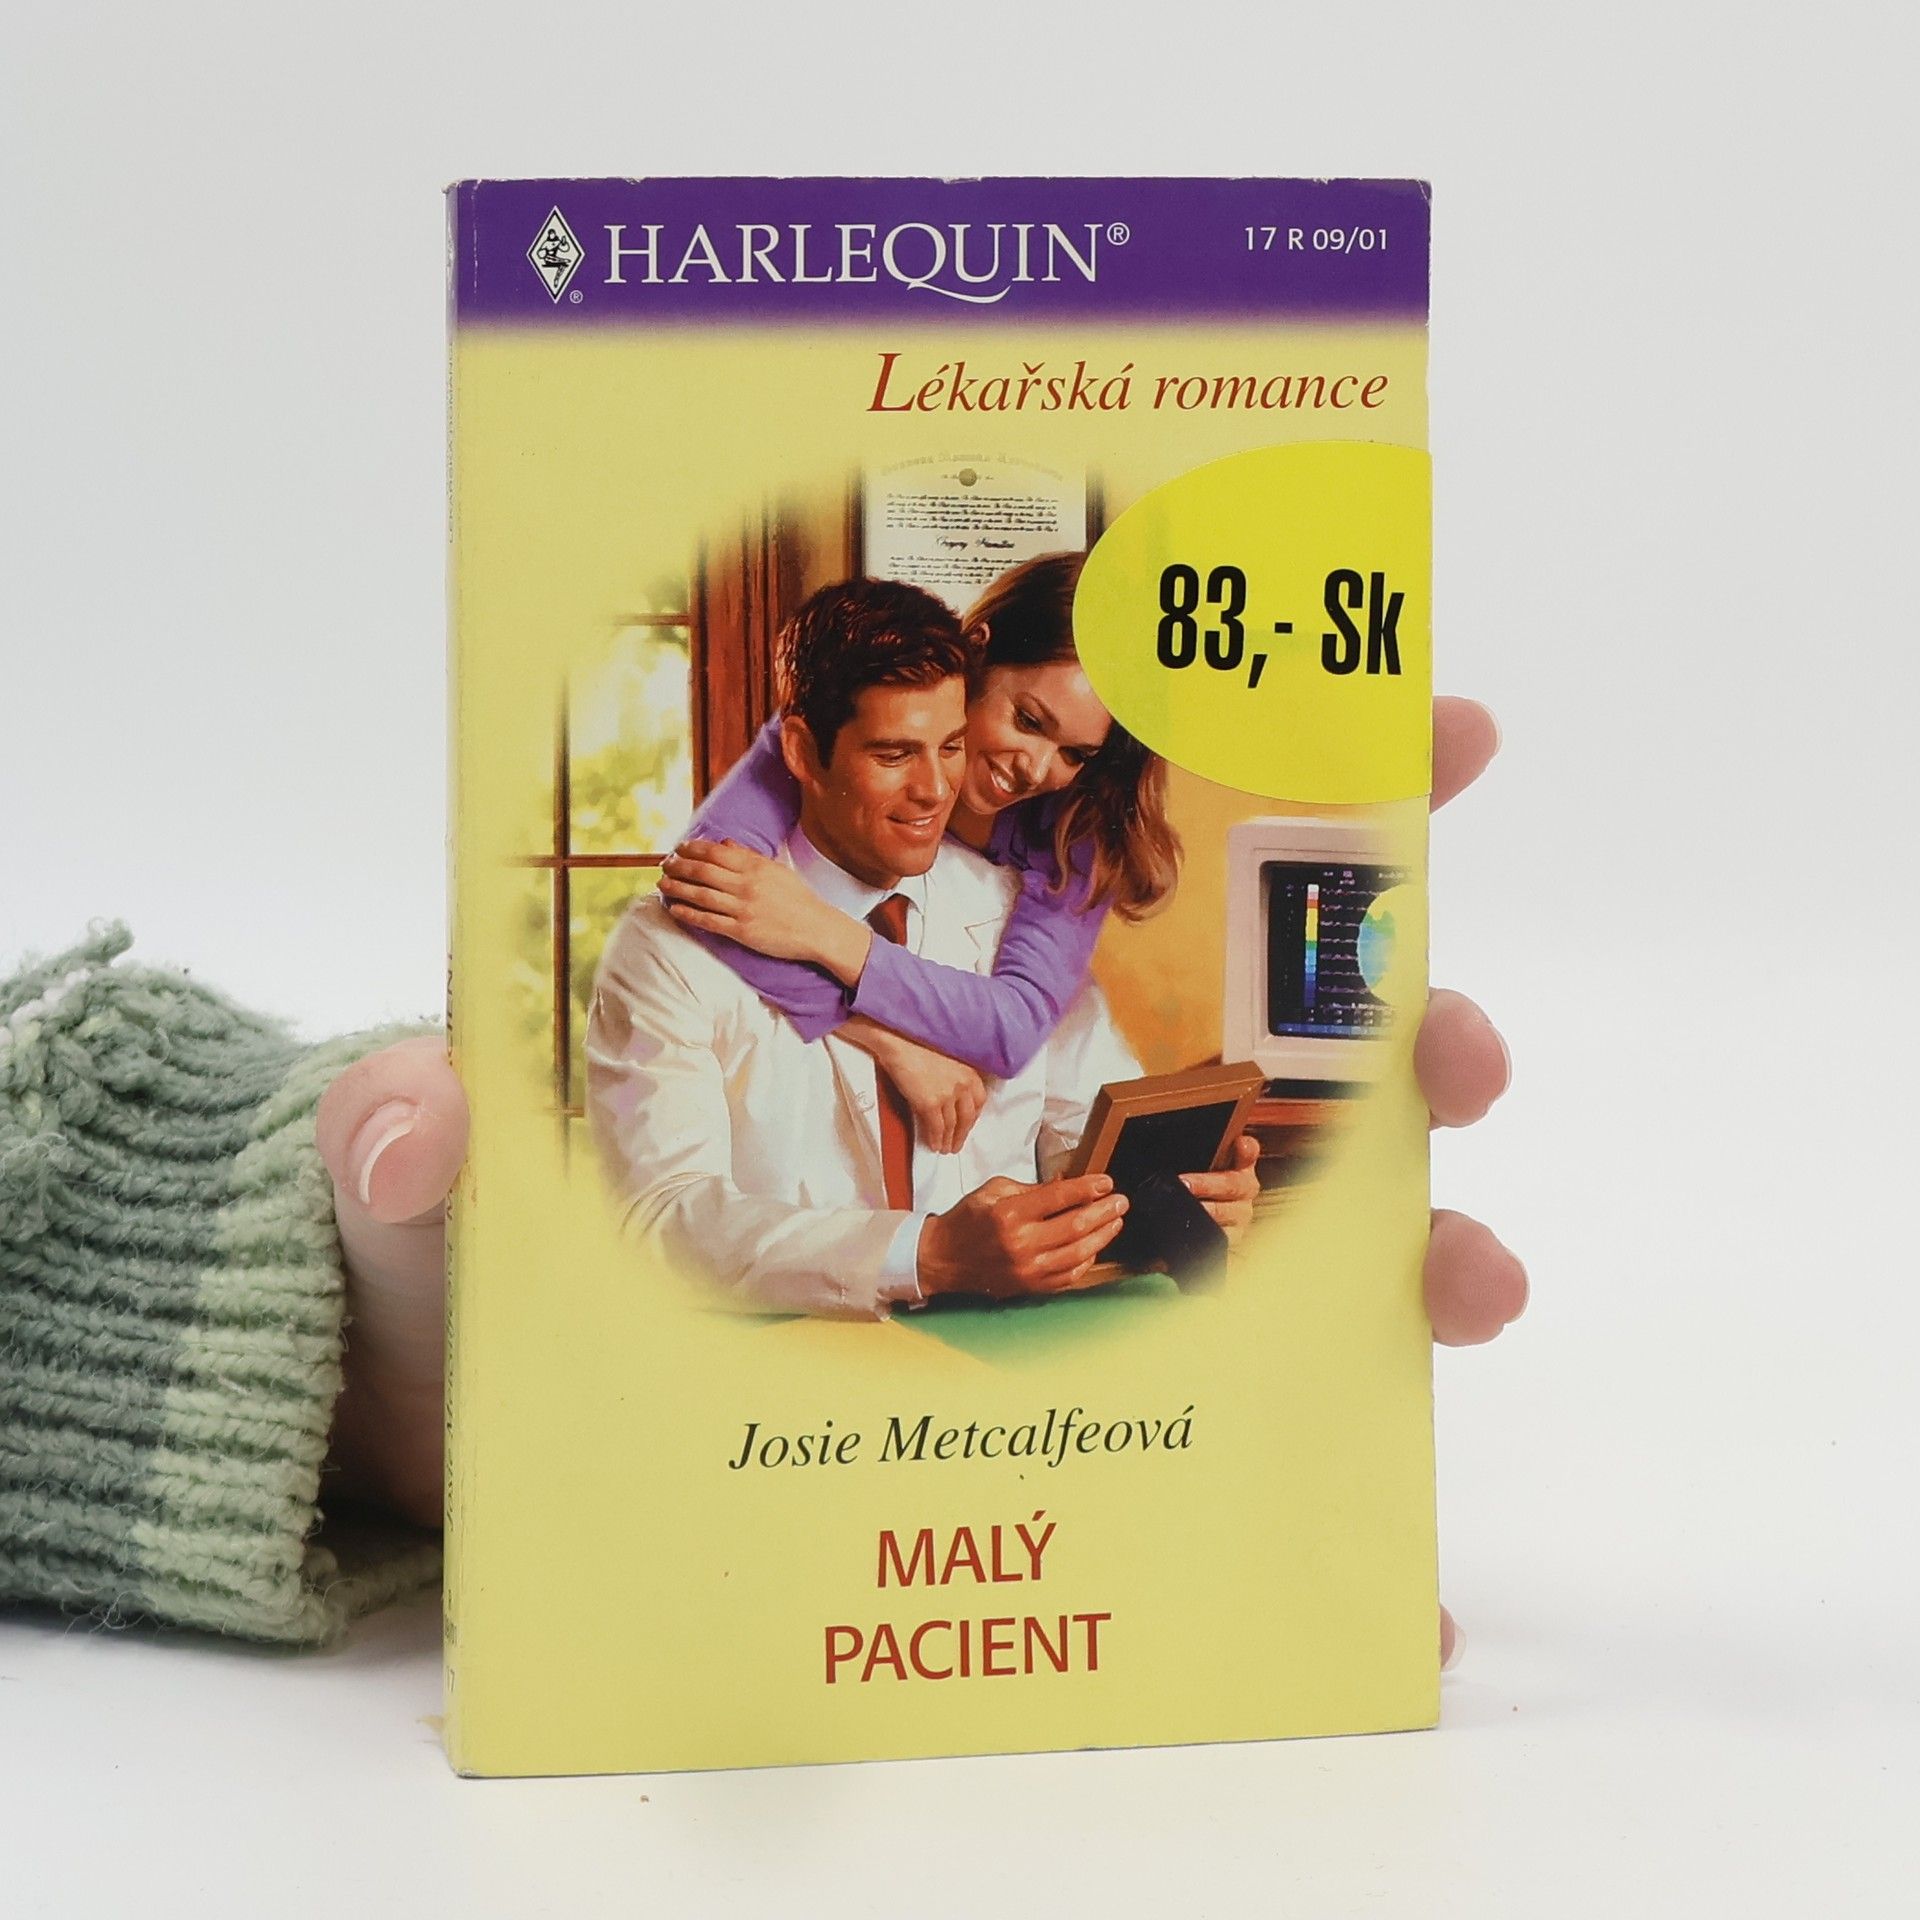 HARLEQUIN®
17 R 09/01
Lékařská romance
83,- Sk
Josie Metcalfeová
MALÝ
PACIENT